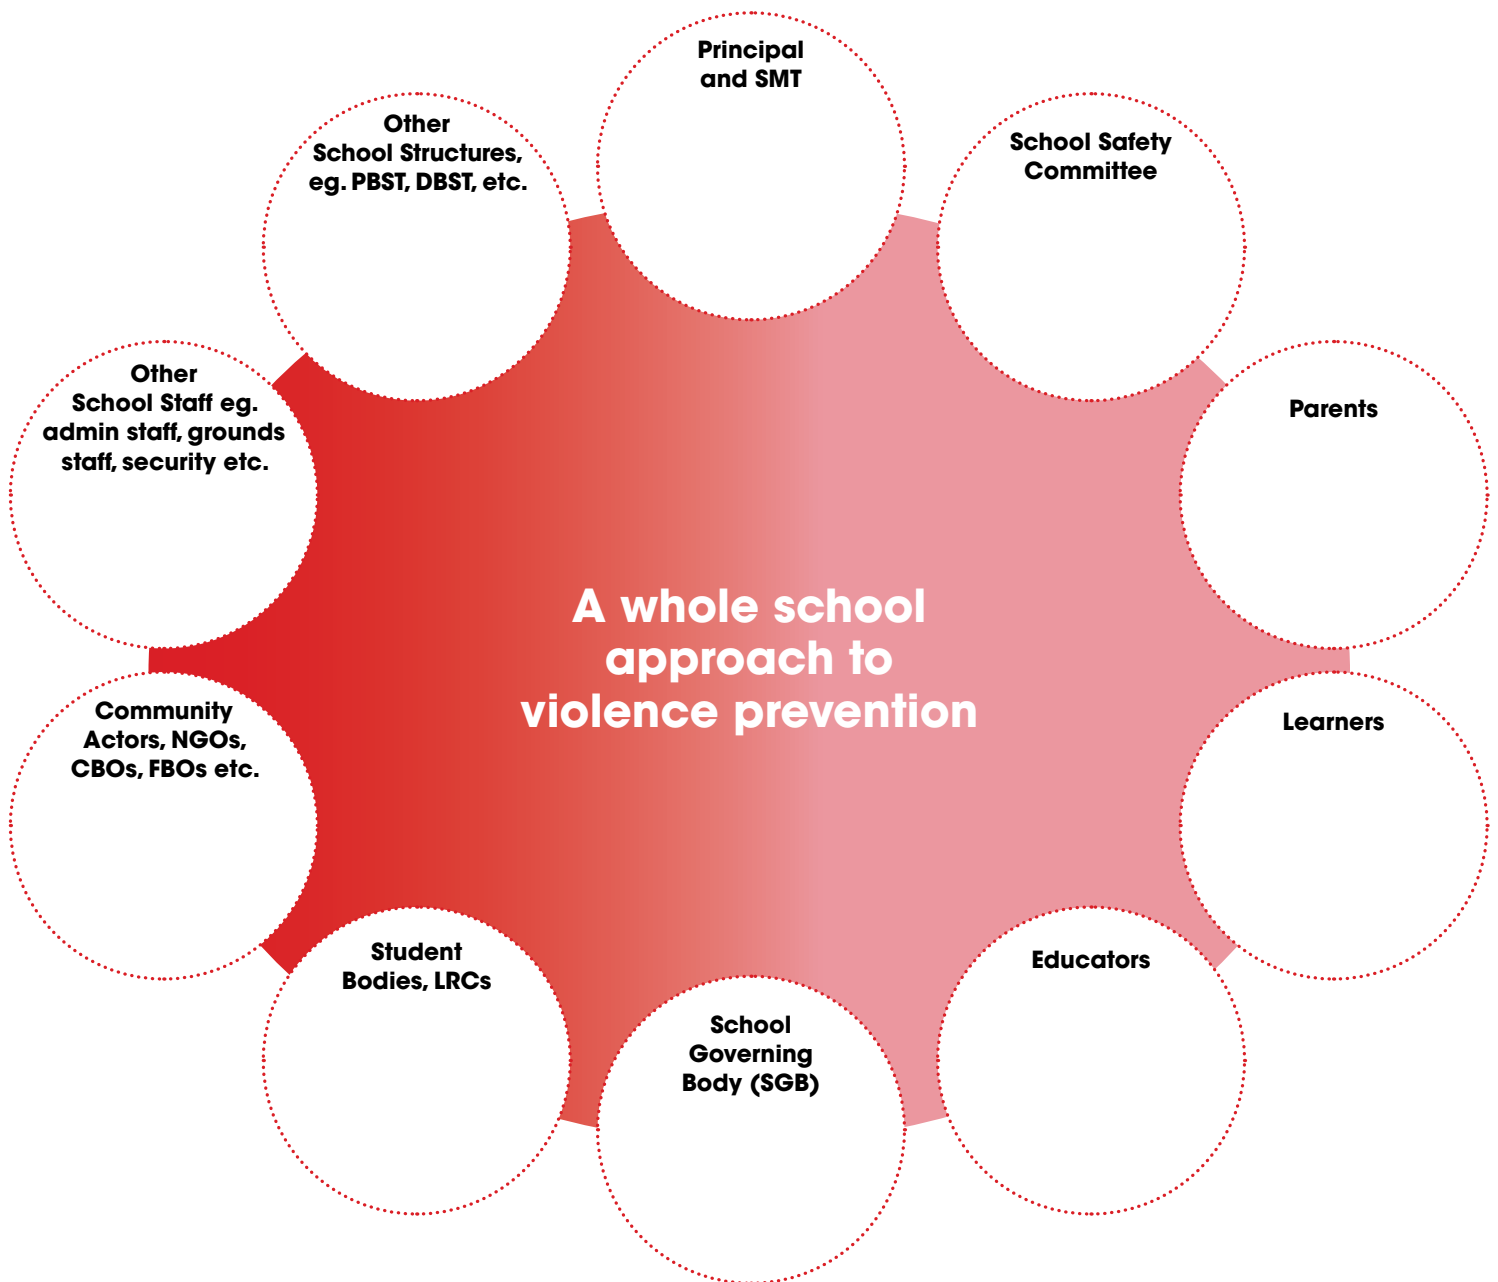 Principal
and SMT
Other
School Structures,
eg. PBST, DBST, etc.
School Safety
Committee
Other
School Staff eg.
admin staff, grounds
staff, security etc.
Parents
A whole school
approach to
violence prevention
Community
Actors, NGOs,
CBOs, FBOs etc.
Learners
Student
Bodies, LRCs
Educators
School
Governing
Body (SGB)